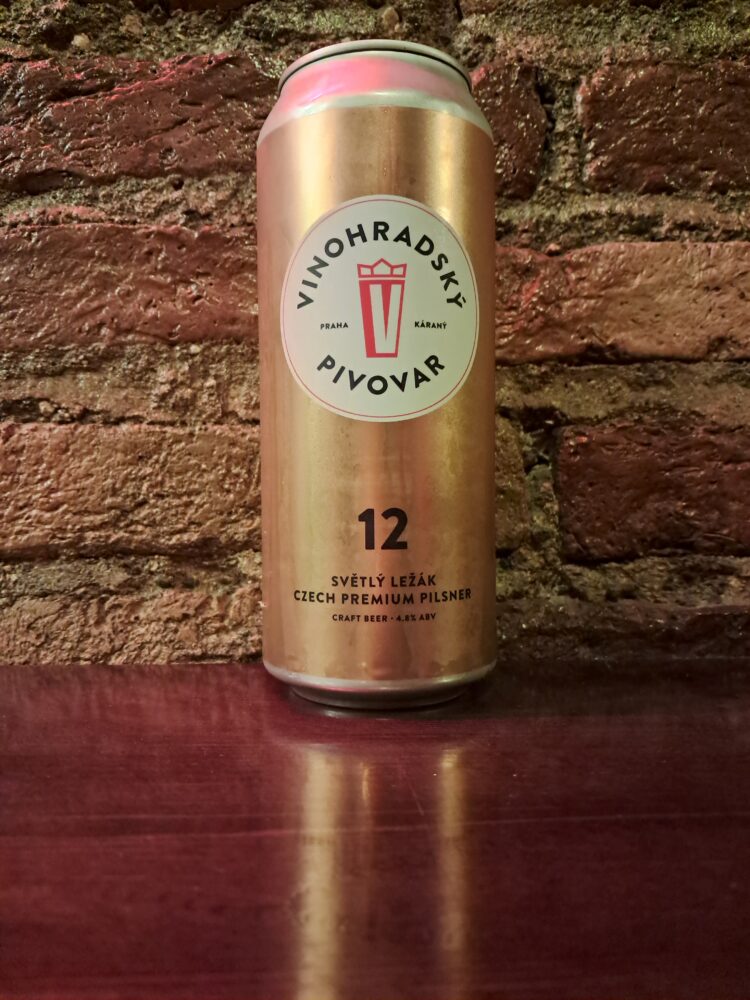 VINOHRADSKÝ
PRAHA KÁRANÝ
PIVOVAR
12
SVĚTLÝ LEŽÁK
CZECH PREMIUM PILSNER
CRAFT BEER • 4.8% ABV